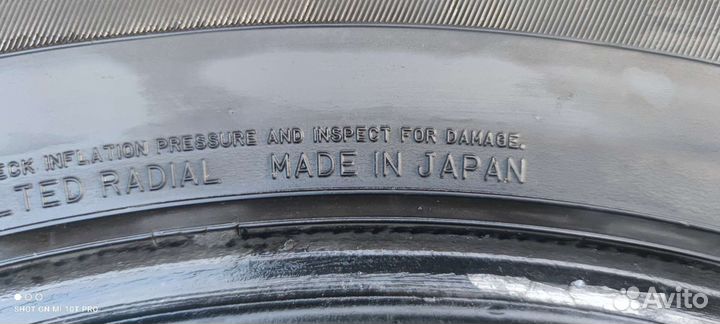 ECK INFLATION PRESSURE AND INSPECT FOR DAMAGE.
LTED RADIAL MADE IN JAPAN
SHOT ON MI 10T PRO
Avito